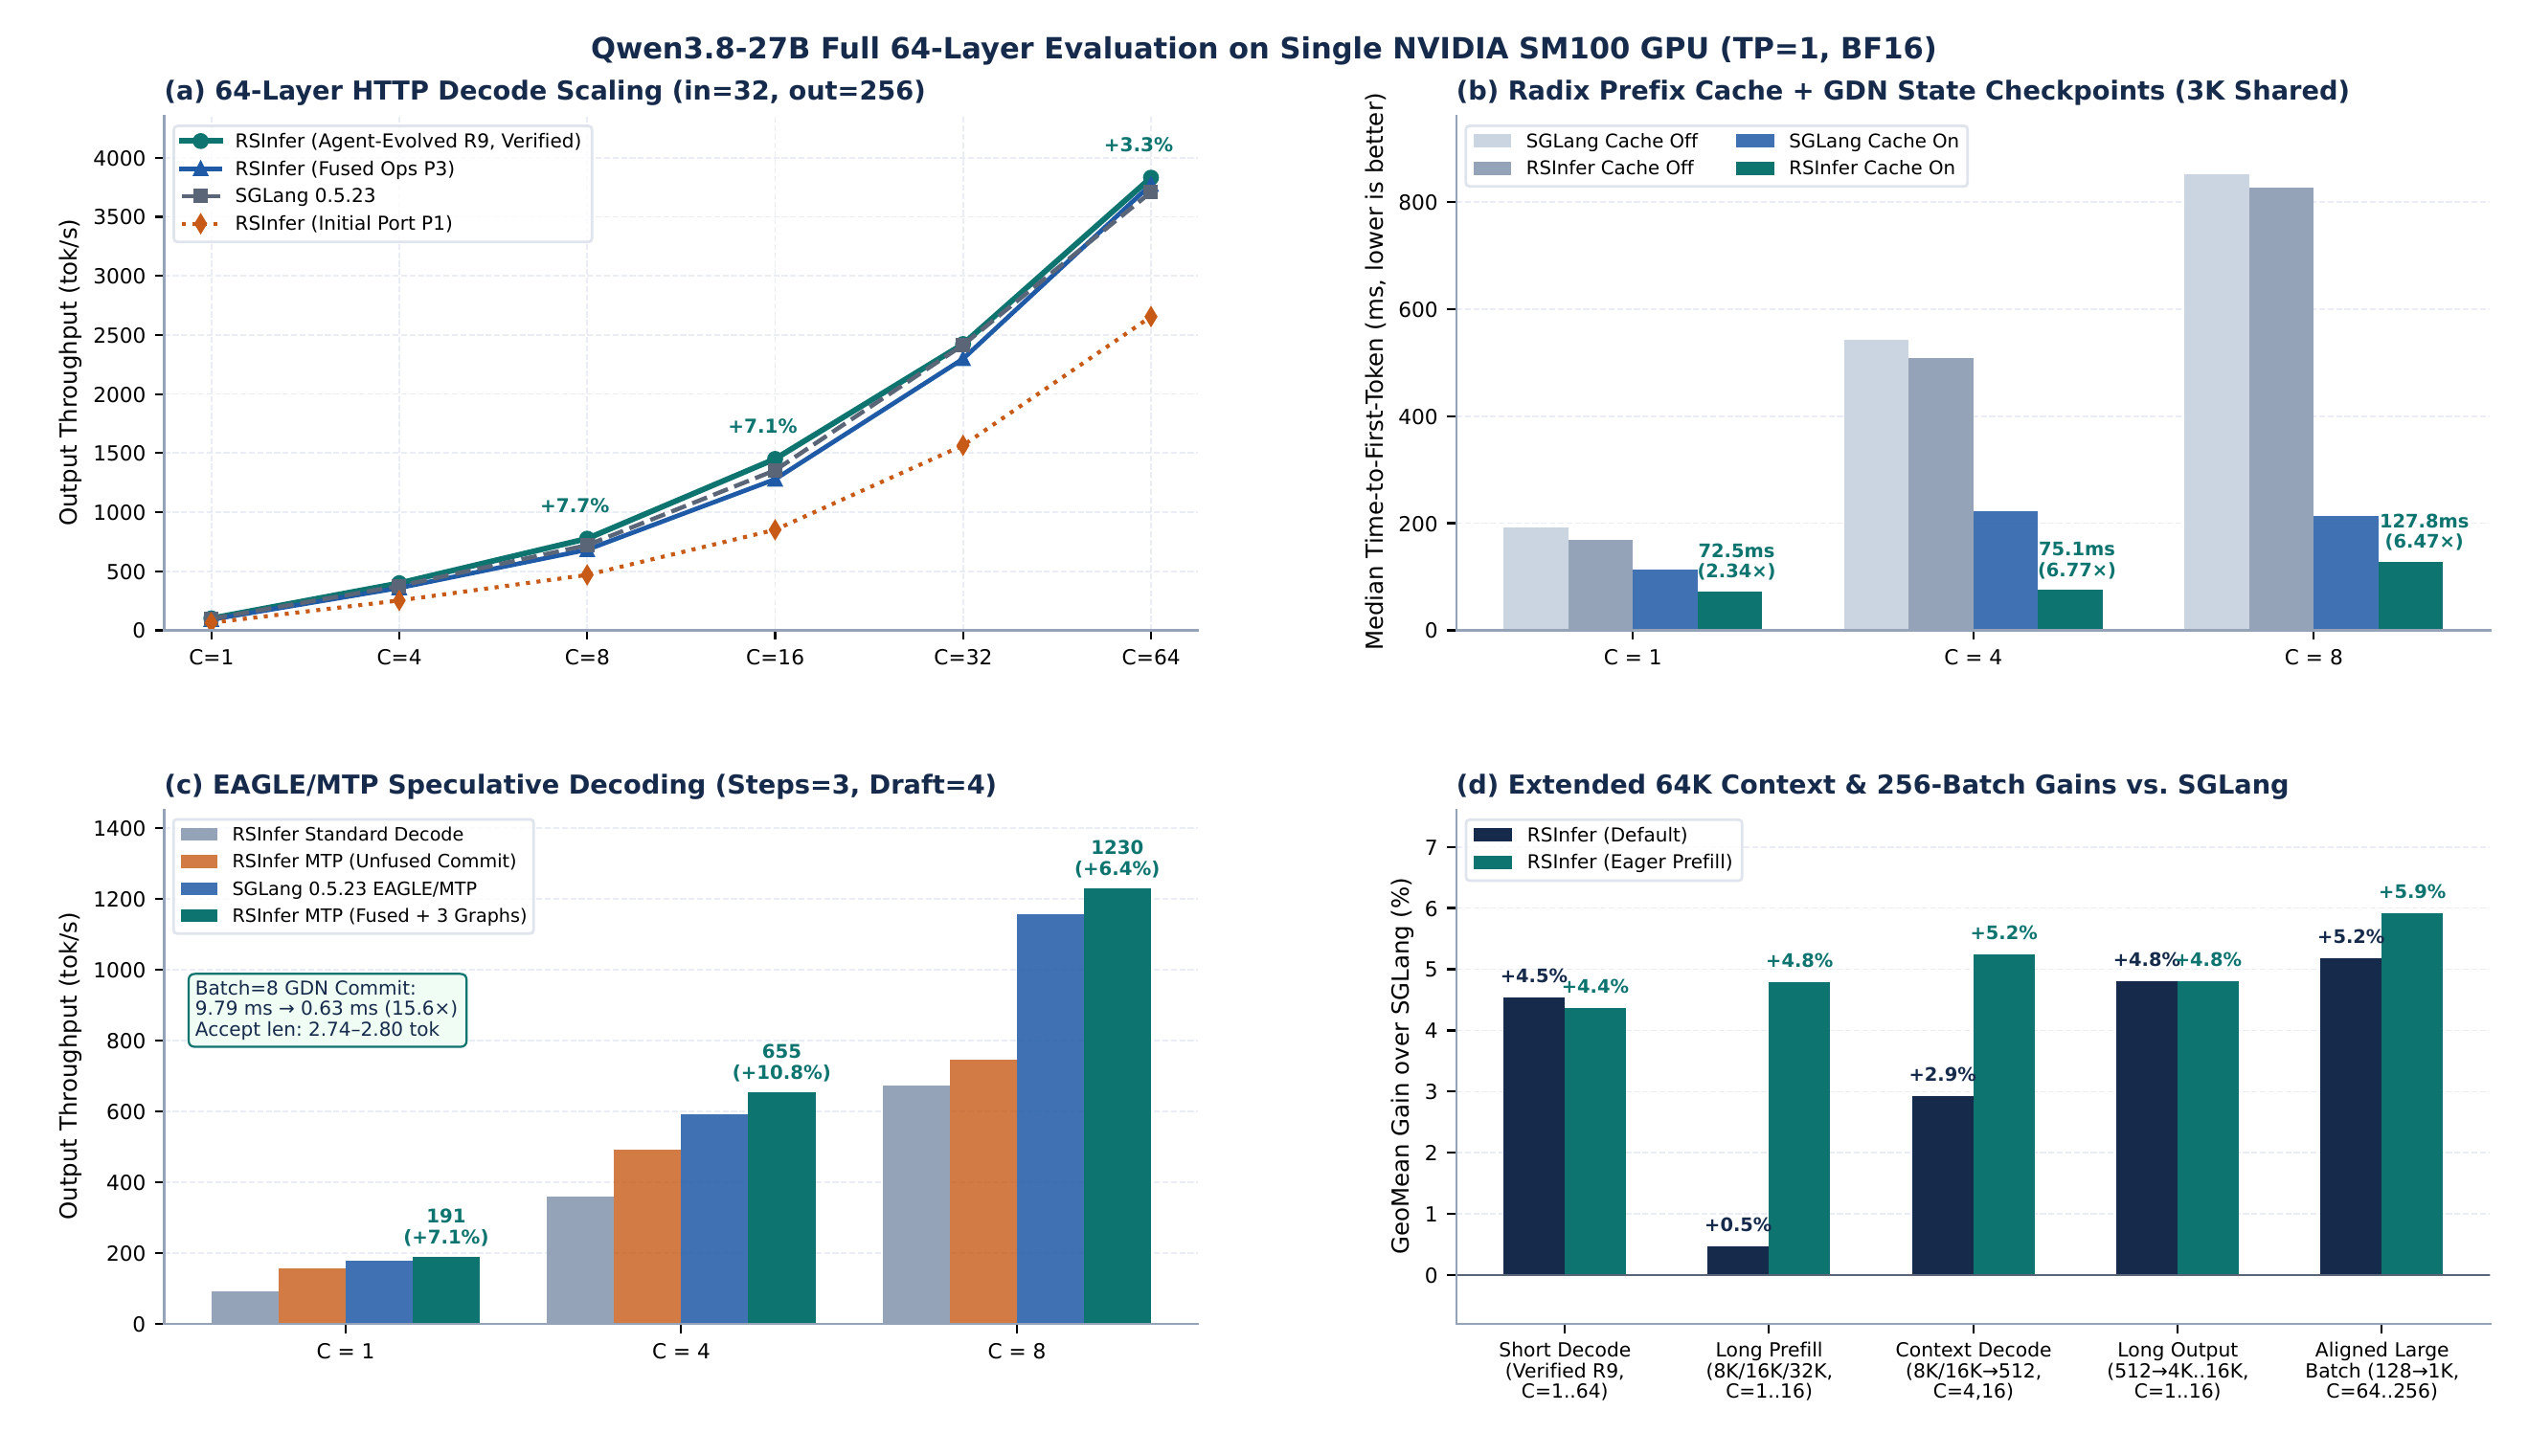 Qwen3.8-27B Full 64-Layer Evaluation on Single NVIDIA SM100 GPU (TP=1, BF16)
(a) 64-Layer HTTP Decode Scaling (in=32, out=256)
Output Throughput (tok/s)
RSInfer (Agent-Evolved R9, Verified)
RSInfer (Fused Ops P3)
SGLang 0.5.23
RSInfer (Initial Port P1)
4000
3500
3000
2500
2000
1500
1000
500
0
+7.7%
+7.1%
+3.3%
C=1
C=4
C=8
C=16
C=32
C=64
(b) Radix Prefix Cache + GDN State Checkpoints (3K Shared)
Median Time-to-First-Token (ms, lower is better)
SGLang Cache Off
RSInfer Cache Off
SGLang Cache On
RSInfer Cache On
800
600
400
200
0
72.5ms
(2.34×)
75.1ms
(6.77×)
127.8ms
(6.47×)
C = 1
C = 4
C = 8
(c) EAGLE/MTP Speculative Decoding (Steps=3, Draft=4)
Output Throughput (tok/s)
RSInfer Standard Decode
RSInfer MTP (Unfused Commit)
SGLang 0.5.23 EAGLE/MTP
RSInfer MTP (Fused + 3 Graphs)
Batch=8 GDN Commit:
9.79 ms → 0.63 ms (15.6×)
Accept len: 2.74–2.80 tok
1400
1200
1000
800
600
400
200
0
191
(+7.1%)
655
(+10.8%)
1230
(+6.4%)
C = 1
C = 4
C = 8
(d) Extended 64K Context & 256-Batch Gains vs. SGLang
GeoMean Gain over SGLang (%)
RSInfer (Default)
RSInfer (Eager Prefill)
7
6
5
4
3
2
1
0
+4.5%
+4.4%
+0.5%
+4.8%
+2.9%
+5.2%
+4.8%
+4.8%
+5.2%
+5.9%
Short Decode
(Verified R9,
C=1..64)
Long Prefill
(8K/16K/32K,
C=1..16)
Context Decode
(8K/16K→512,
C=4,16)
Long Output
(512→4K..16K,
C=1..16)
Aligned Large
Batch (128→1K,
C=64..256)